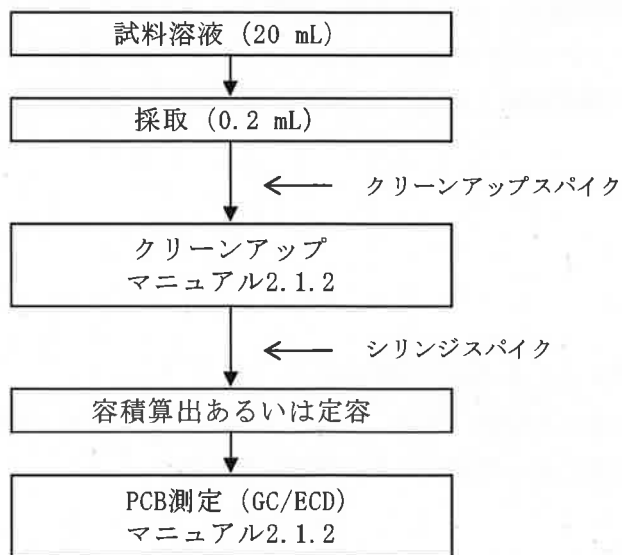 試料溶液 (20 mL)
採取 (0.2 mL)
クリーンアップスパイク
クリーンアップ
マニュアル2.1.2
シリンジスパイク
容積算出あるいは定容
PCB測定 (GC/ECD)
マニュアル2.1.2